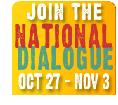 JOIN THE
NATIONAL
DIALOGUE
OCT 27 - NOV 3